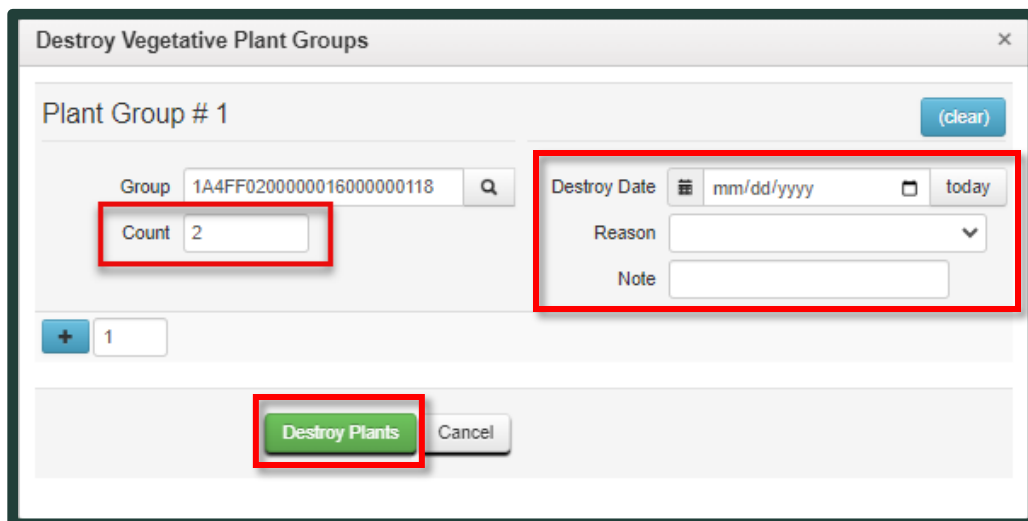 Destroy Vegetative Plant Groups ×
Plant Group # 1
(clear)
Group 1A4FF0200000016000000118
Destroy Date mm/dd/yyyy today
Count 2
Reason
Note
+ 1
Destroy Plants Cancel